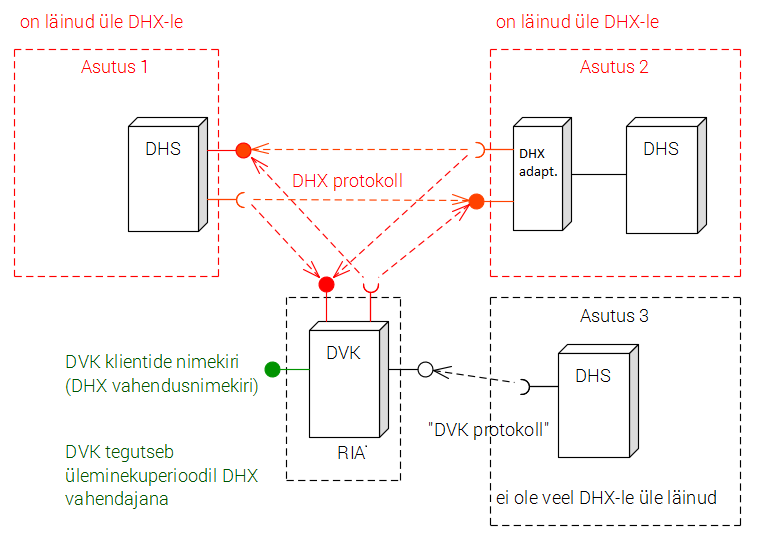 on läinud üle DHX-le
on läinud üle DHX-le
Asutus 1
Asutus 2
DHS
DHX
adapt.
DHS
DHX protokoll
Asutus 3
DVK
DHS
DVK klientide nimekiri
(DHX vahendusnimekiri)
"DVK protokoll"
RIA
DVK tegutseb
üleminekuperioodil DHX
vahendajana
ei ole veel DHX-le üle läinud